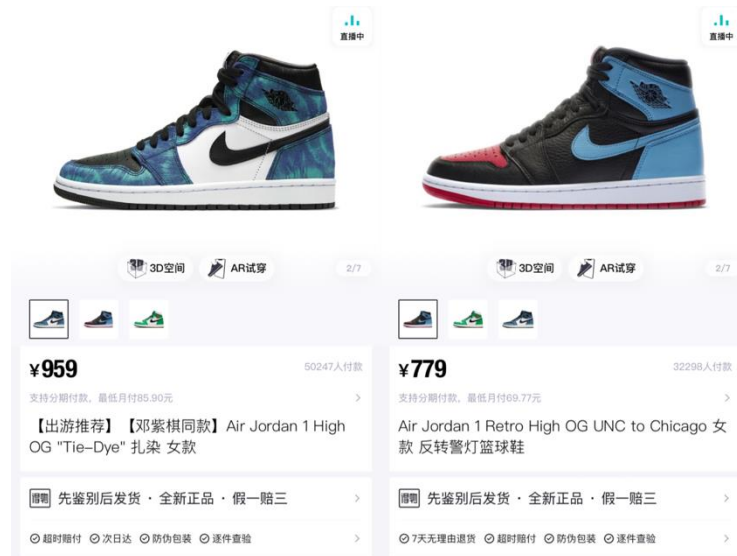 直播中
3D空间
AR试穿
2/7
¥959
50247人付款
支持分期付款，最低月付85.90元
【出游推荐】【邓紫棋同款】Air Jordan 1 High
OG "Tie-Dye" 扎染 女款
得物 先鉴别后发货 · 全新正品 · 假一赔三
超时赔付 次日达 防伪包装 逐件查验
直播中
3D空间
AR试穿
2/7
¥779
32298人付款
支持分期付款，最低月付69.77元
Air Jordan 1 Retro High OG UNC to Chicago 女
款 反转警灯篮球鞋
得物 先鉴别后发货 · 全新正品 · 假一赔三
7天无理由退货 超时赔付 防伪包装 逐件查验